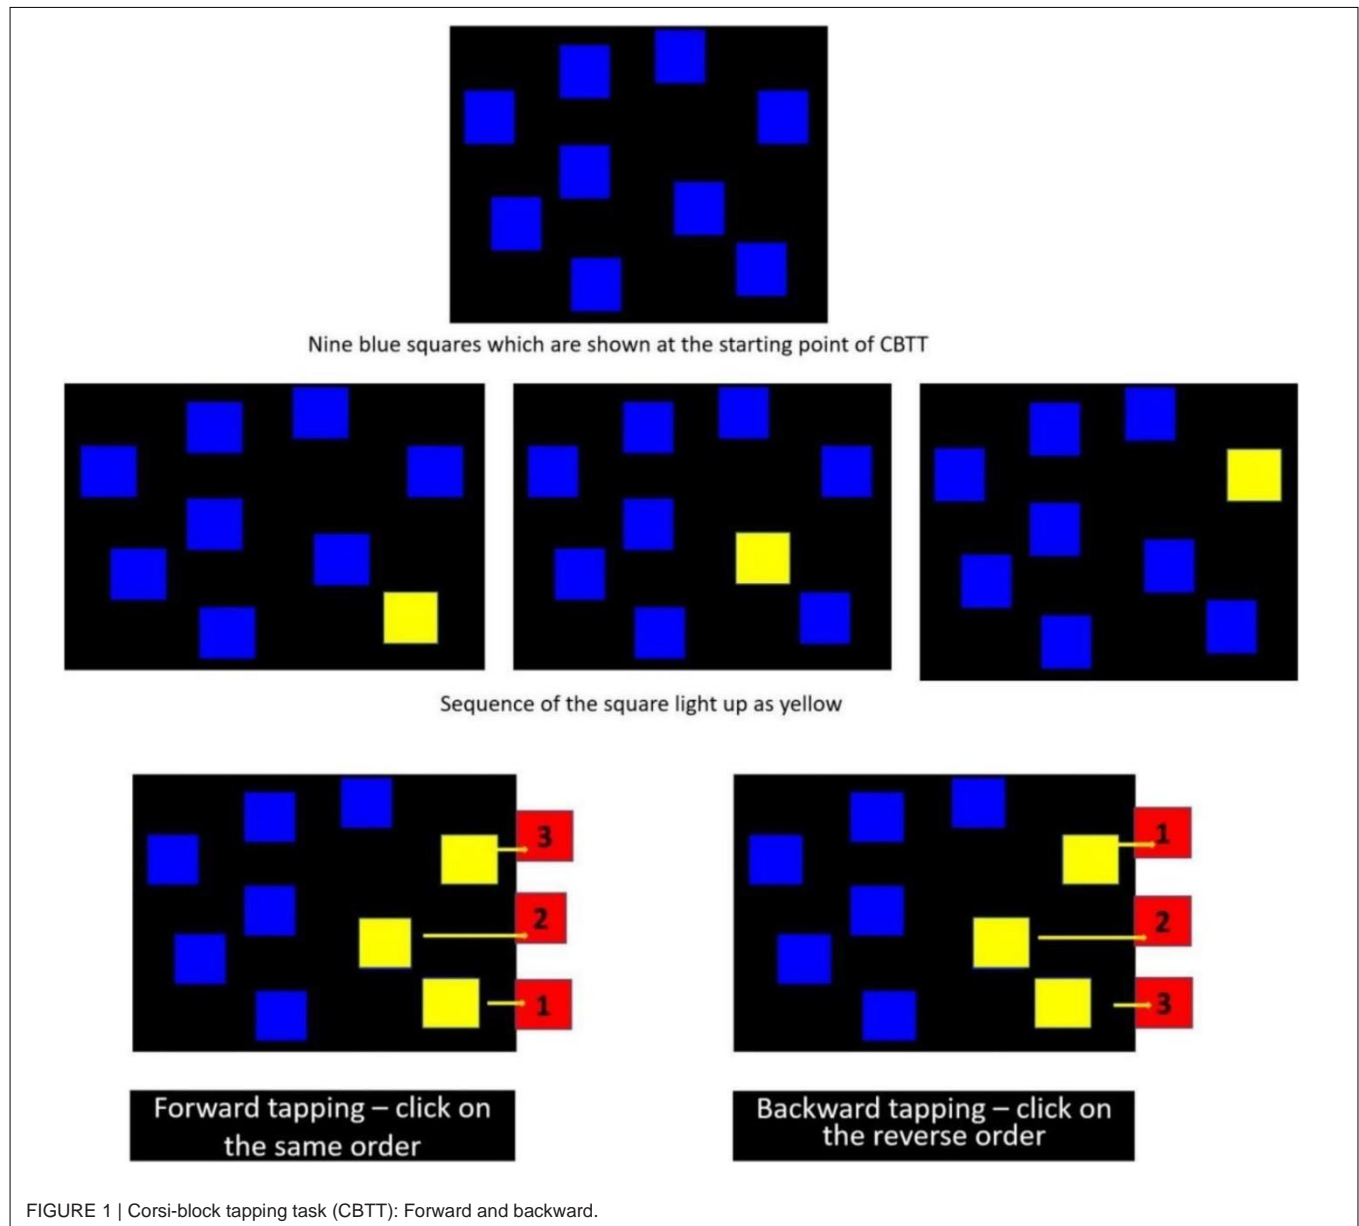 Nine blue squares which are shown at the starting point of CBTT
Sequence of the square light up as yellow
3
2
1
1
2
3
Forward tapping – click on
the same order
Backward tapping – click on
the reverse order
FIGURE 1 | Corsi-block tapping task (CBTT): Forward and backward.